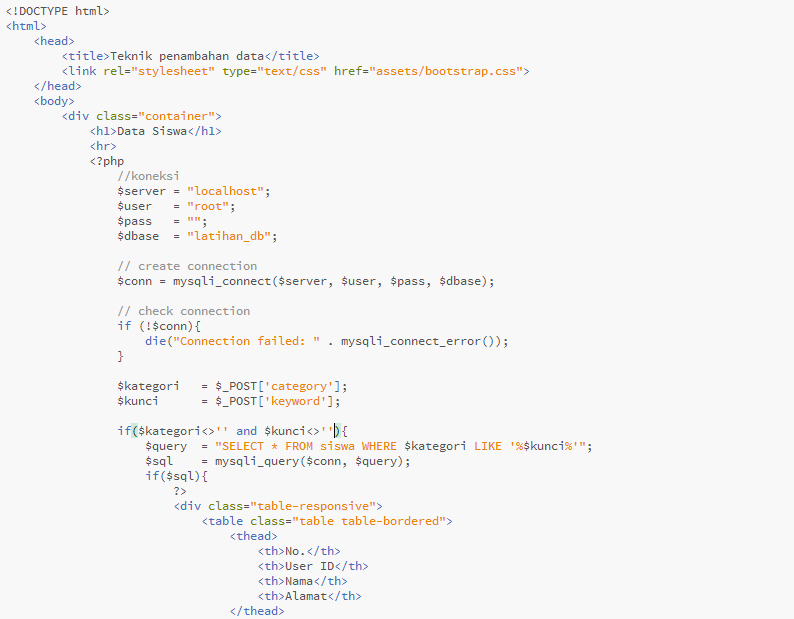 <!DOCTYPE html>
<html>
    <head>
        <title>Teknik penambahan data</title>
        <link rel="stylesheet" type="text/css" href="assets/bootstrap.css">
    </head>
    <body>
        <div class="container">
            <h1>Data Siswa</h1>
            <hr>
            <?php
                //koneksi
                $server = "localhost";
                $user   = "root";
                $pass   = "";
                $dbase  = "latihan_db";

                // create connection
                $conn = mysqli_connect($server, $user, $pass, $dbase);

                // check connection
                if (!$conn){
                    die("Connection failed: " . mysqli_connect_error());
                }

                $kategori   = $_POST['category'];
                $kunci      = $_POST['keyword'];

                if($kategori<>'' and $kunci<>''){
                    $query  = "SELECT * FROM siswa WHERE $kategori LIKE '%$kunci%'";
                    $sql    = mysqli_query($conn, $query);
                    if($sql){
                        ?>
                        <div class="table-responsive">
                            <table class="table table-bordered">
                                <thead>
                                    <th>No.</th>
                                    <th>User ID</th>
                                    <th>Nama</th>
                                    <th>Alamat</th>
                                </thead>